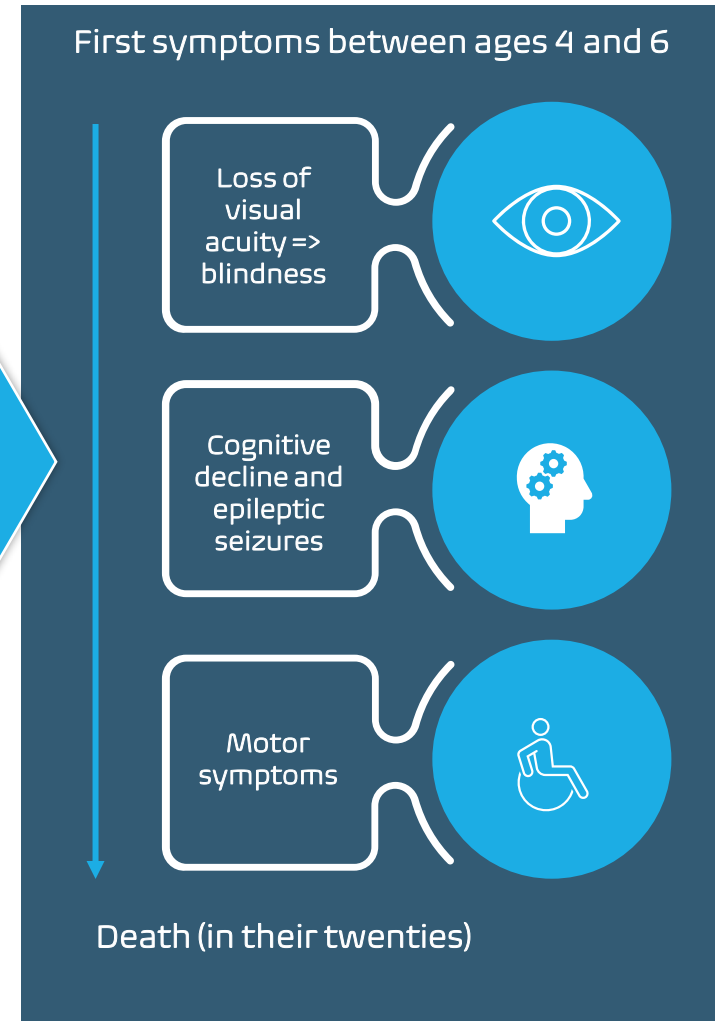 First symptoms between ages 4 and 6
Loss of
visual
acuity =>
blindness
Cognitive
decline and
epileptic
seizures
Motor
symptoms
Death (in their twenties)